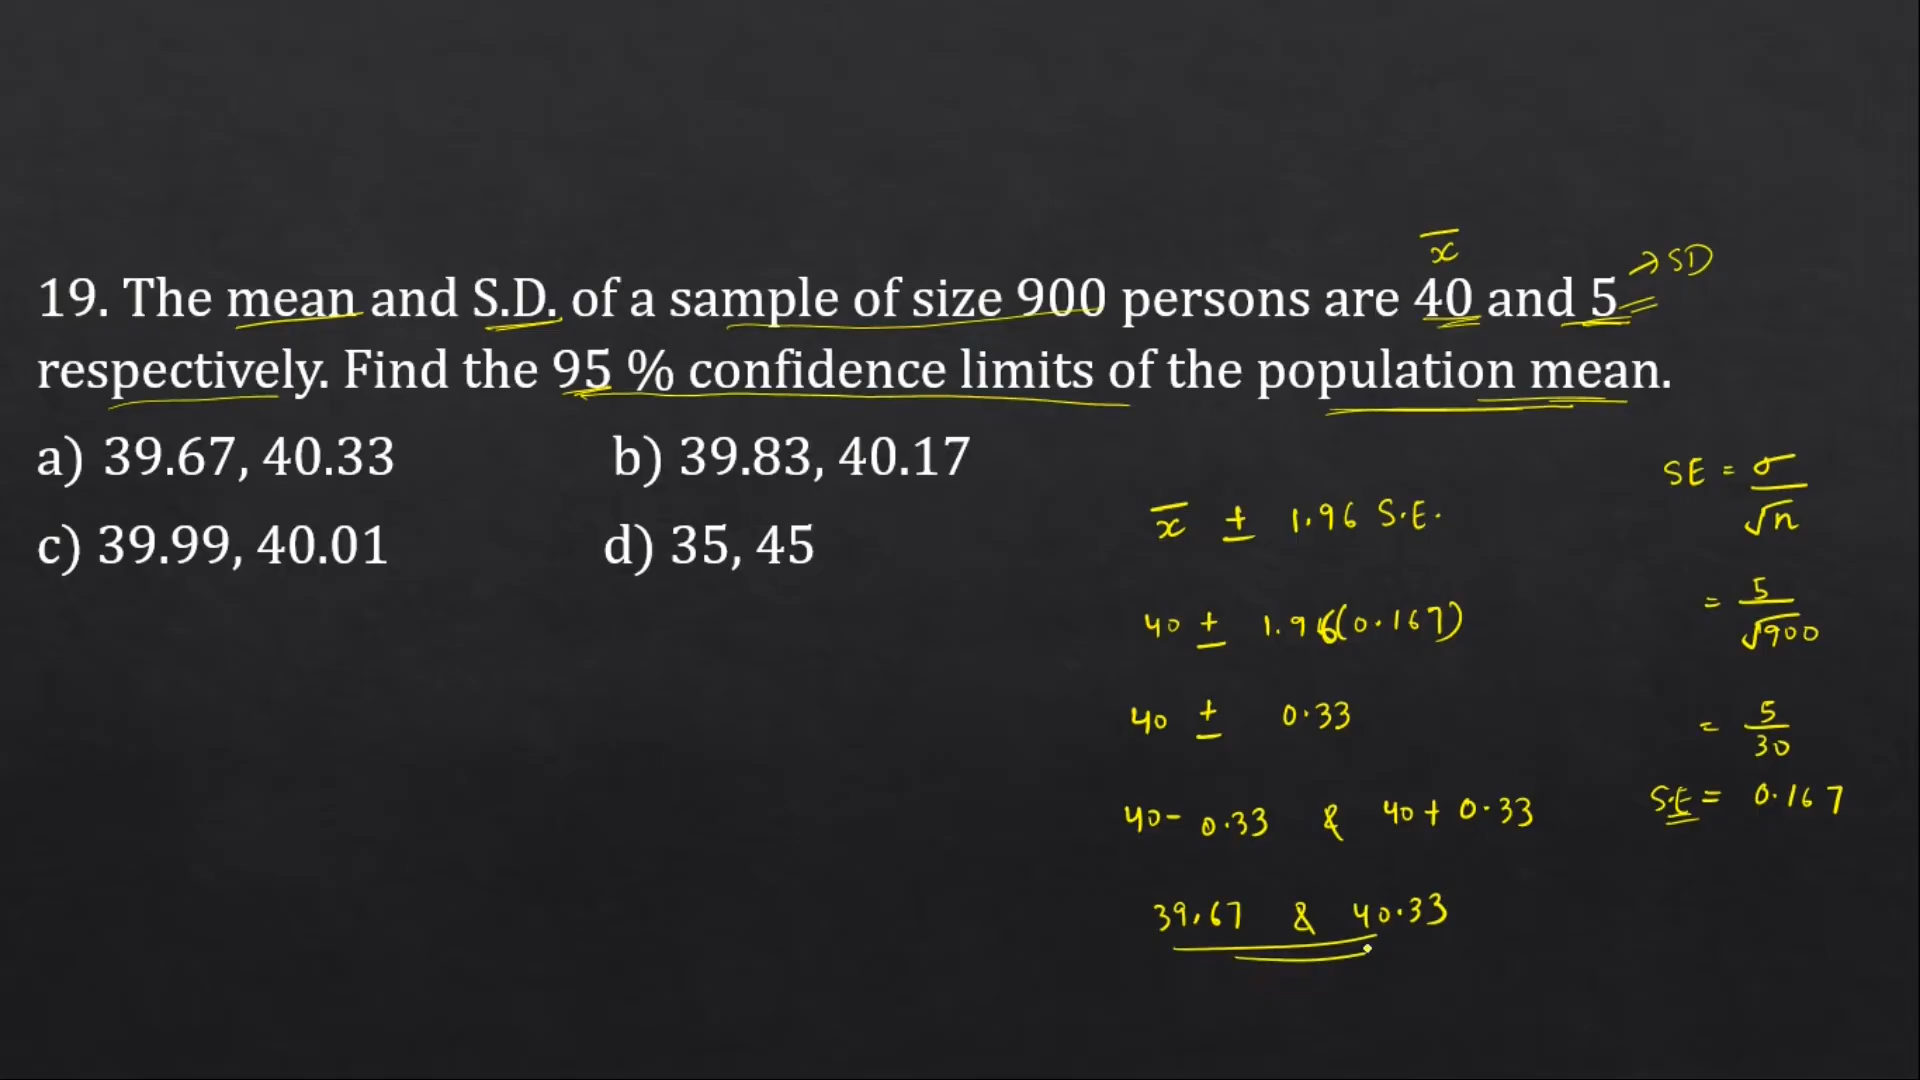 x̄
→ SD
19. The mean and S.D. of a sample of size 900 persons are 40 and 5
respectively. Find the 95 % confidence limits of the population mean.
a) 39.67, 40.33 b) 39.83, 40.17
c) 39.99, 40.01 d) 35, 45
x̄ ± 1.96 S.E.
40 ± 1.96(0.167)
40 ± 0.33
40 - 0.33 & 40 + 0.33
39.67 & 40.33
SE = σ/√n
= 5/√900
= 5/30
S.E = 0.167